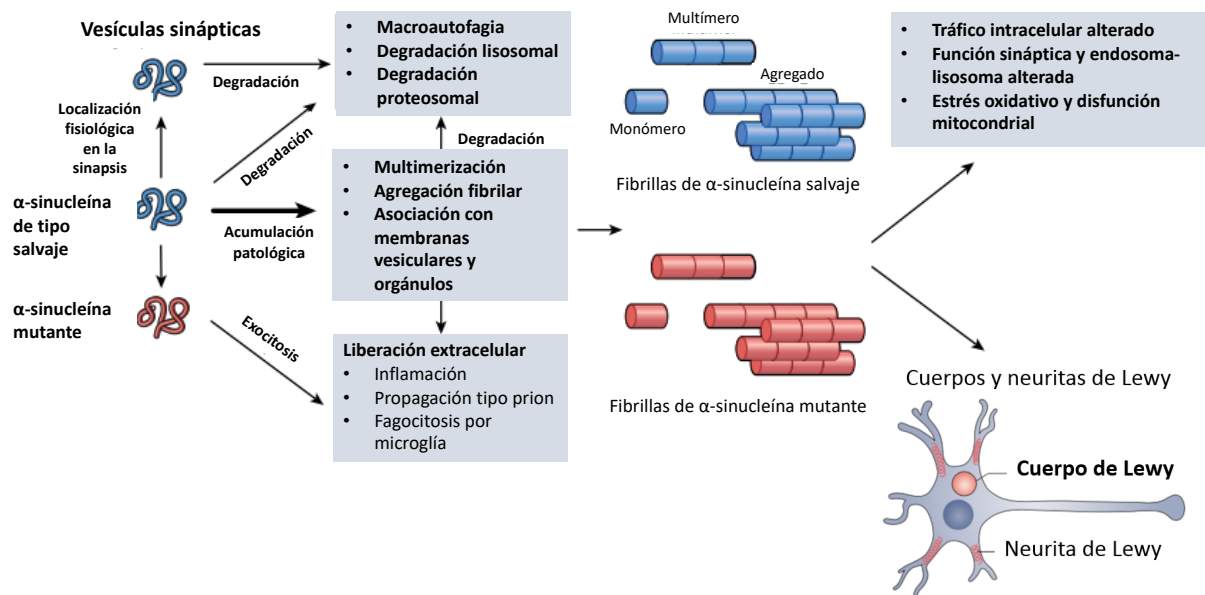 Vesículas sinápticas
Degradación
Localización
fisiológica
en la
sinapsis
Degradación
α-sinucleína
de tipo
salvaje
Acumulación
patológica
α-sinucleína
mutante
Exocitosis
• Macroautofagia
• Degradación lisosomal
• Degradación
proteosomal
Degradación
• Multimerización
• Agregación fibrilar
• Asociación con
membranas
vesiculares y
orgánulos
Liberación extracelular
• Inflamación
• Propagación tipo prion
• Fagocitosis por
microglía
Multímero
Agregado
Monómero
Fibrillas de α-sinucleína salvaje
Fibrillas de α-sinucleína mutante
• Tráfico intracelular alterado
• Función sináptica y endosoma-
lisosoma alterada
• Estrés oxidativo y disfunción
mitocondrial
Cuerpos y neuritas de Lewy
Cuerpo de Lewy
Neurita de Lewy